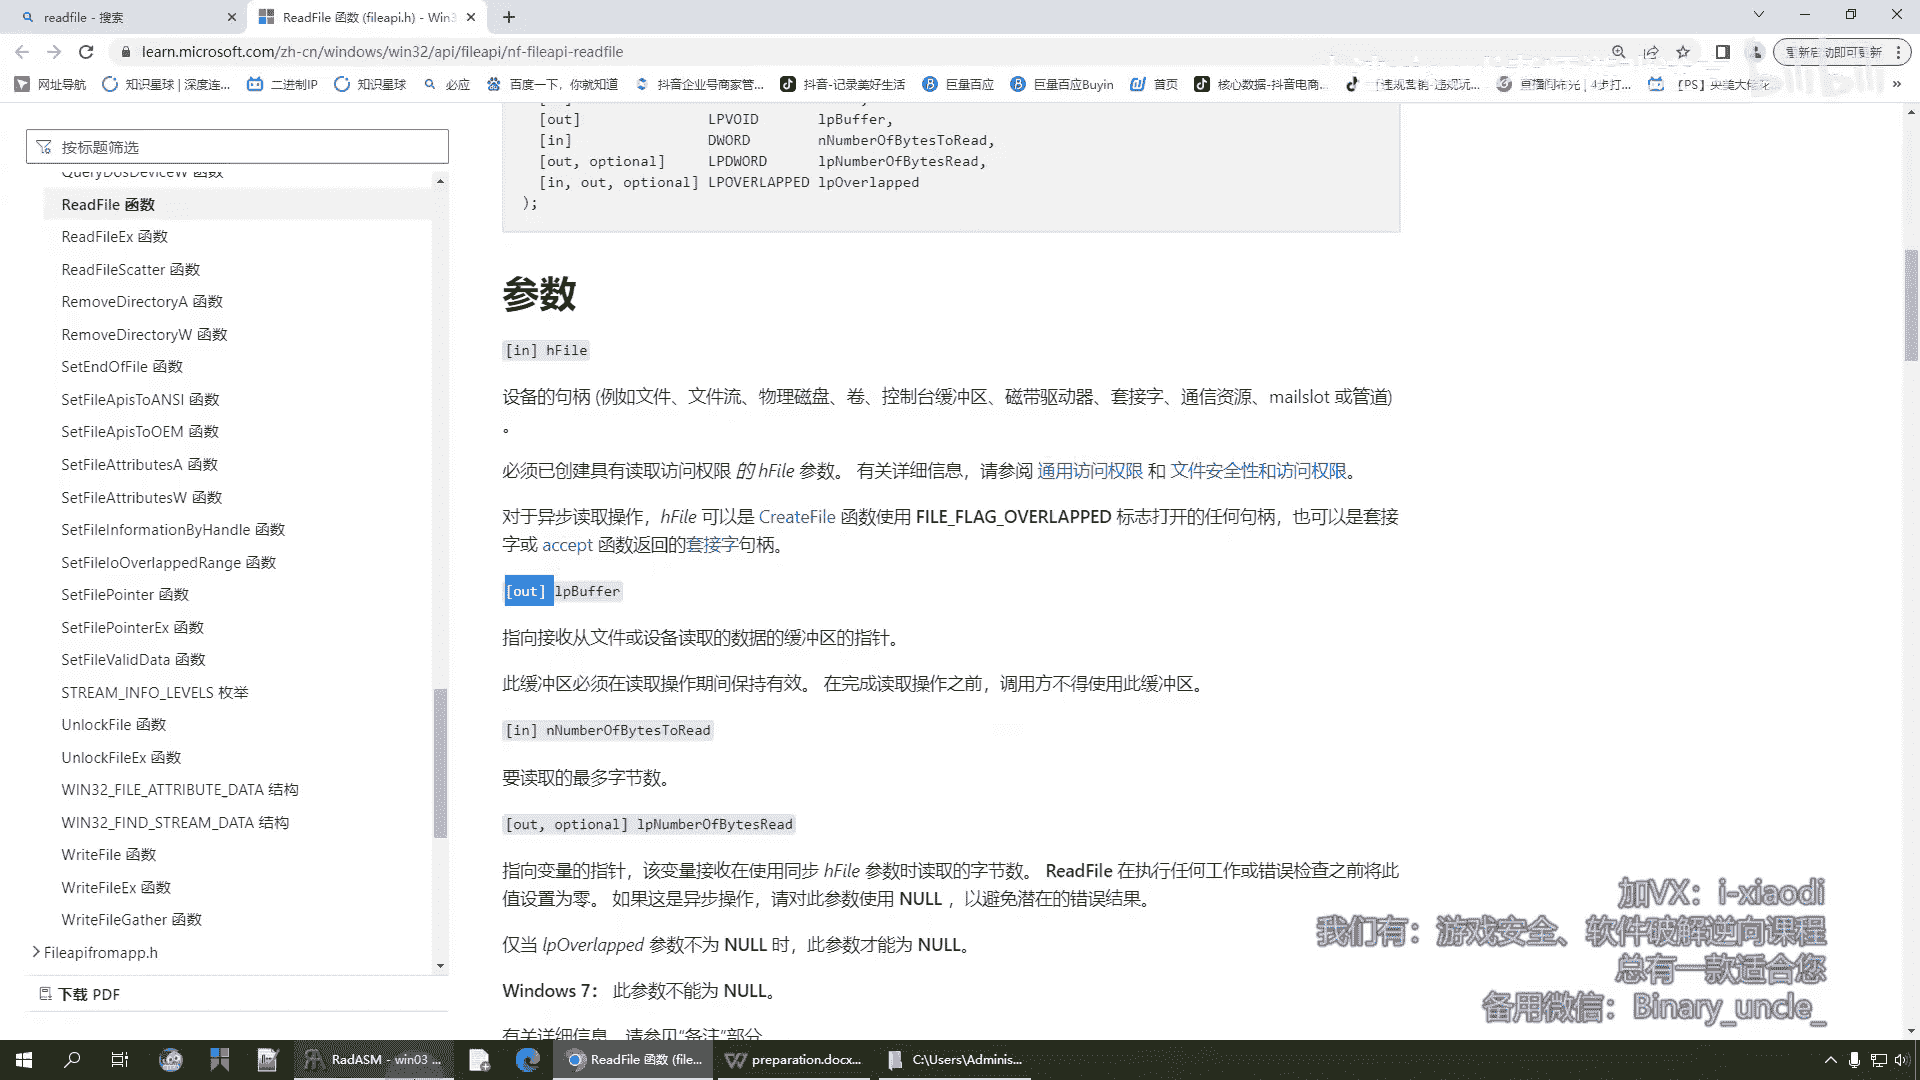 readfile - 搜索
ReadFile 函数 (fileapi.h) - Win3
learn.microsoft.com/zh-cn/windows/win32/api/fileapi/nf-fileapi-readfile
重新启动即可更新
网址导航
知识星球 | 深度连...
二进制IP
知识星球
必应
百度一下，你就知道
抖音企业号商家管...
抖音-记录美好生活
巨量百应
巨量百应Buyin
首页
核心数据-抖音电商...
[out] LPVOID lpBuffer,
[in] DWORD nNumberOfBytesToRead,
[out, optional] LPDWORD lpNumberOfBytesRead,
[in, out, optional] LPOVERLAPPED lpOverlapped
);
按标题筛选
QueryDosDeviceW 函数
ReadFile 函数
ReadFileEx 函数
ReadFileScatter 函数
RemoveDirectoryA 函数
RemoveDirectoryW 函数
SetEndOfFile 函数
SetFileApisToANSI 函数
SetFileApisToOEM 函数
SetFileAttributesA 函数
SetFileAttributesW 函数
SetFileInformationByHandle 函数
SetFileIoOverlappedRange 函数
SetFilePointer 函数
SetFilePointerEx 函数
SetFileValidData 函数
STREAM_INFO_LEVELS 枚举
UnlockFile 函数
UnlockFileEx 函数
WIN32_FILE_ATTRIBUTE_DATA 结构
WIN32_FIND_STREAM_DATA 结构
WriteFile 函数
WriteFileEx 函数
WriteFileGather 函数
Fileapifromapp.h
下载 PDF
参数
[in] hFile
设备的句柄 (例如文件、文件流、物理磁盘、卷、控制台缓冲区、磁带驱动器、套接字、通信资源、mailslot 或管道)
。
必须已创建具有读取访问权限 的 hFile 参数。 有关详细信息，请参阅 通用访问权限 和 文件安全性和访问权限。
对于异步读取操作，hFile 可以是 CreateFile 函数使用 FILE_FLAG_OVERLAPPED 标志打开的任何句柄，也可以是套接
字或 accept 函数返回的套接字句柄。
[out] lpBuffer
指向接收从文件或设备读取的数据的缓冲区的指针。
此缓冲区必须在读取操作期间保持有效。 在完成读取操作之前，调用方不得使用此缓冲区。
[in] nNumberOfBytesToRead
要读取的最多字节数。
[out, optional] lpNumberOfBytesRead
指向变量的指针，该变量接收在使用同步 hFile 参数时读取的字节数。 ReadFile 在执行任何工作或错误检查之前将此
值设置为零。 如果这是异步操作，请对此参数使用 NULL ，以避免潜在的错误结果。
仅当 lpOverlapped 参数不为 NULL 时，此参数才能为 NULL。
Windows 7： 此参数不能为 NULL。
有关详细信息，请参见“备注”部分
加VX：i-xiaodi
我们有：游戏安全、软件破解逆向课程
总有一款适合您
备用微信：Binary_uncle_
RadASM - win03 ...
ReadFile 函数 (file...
preparation.docx...
C:\Users\Adminis...